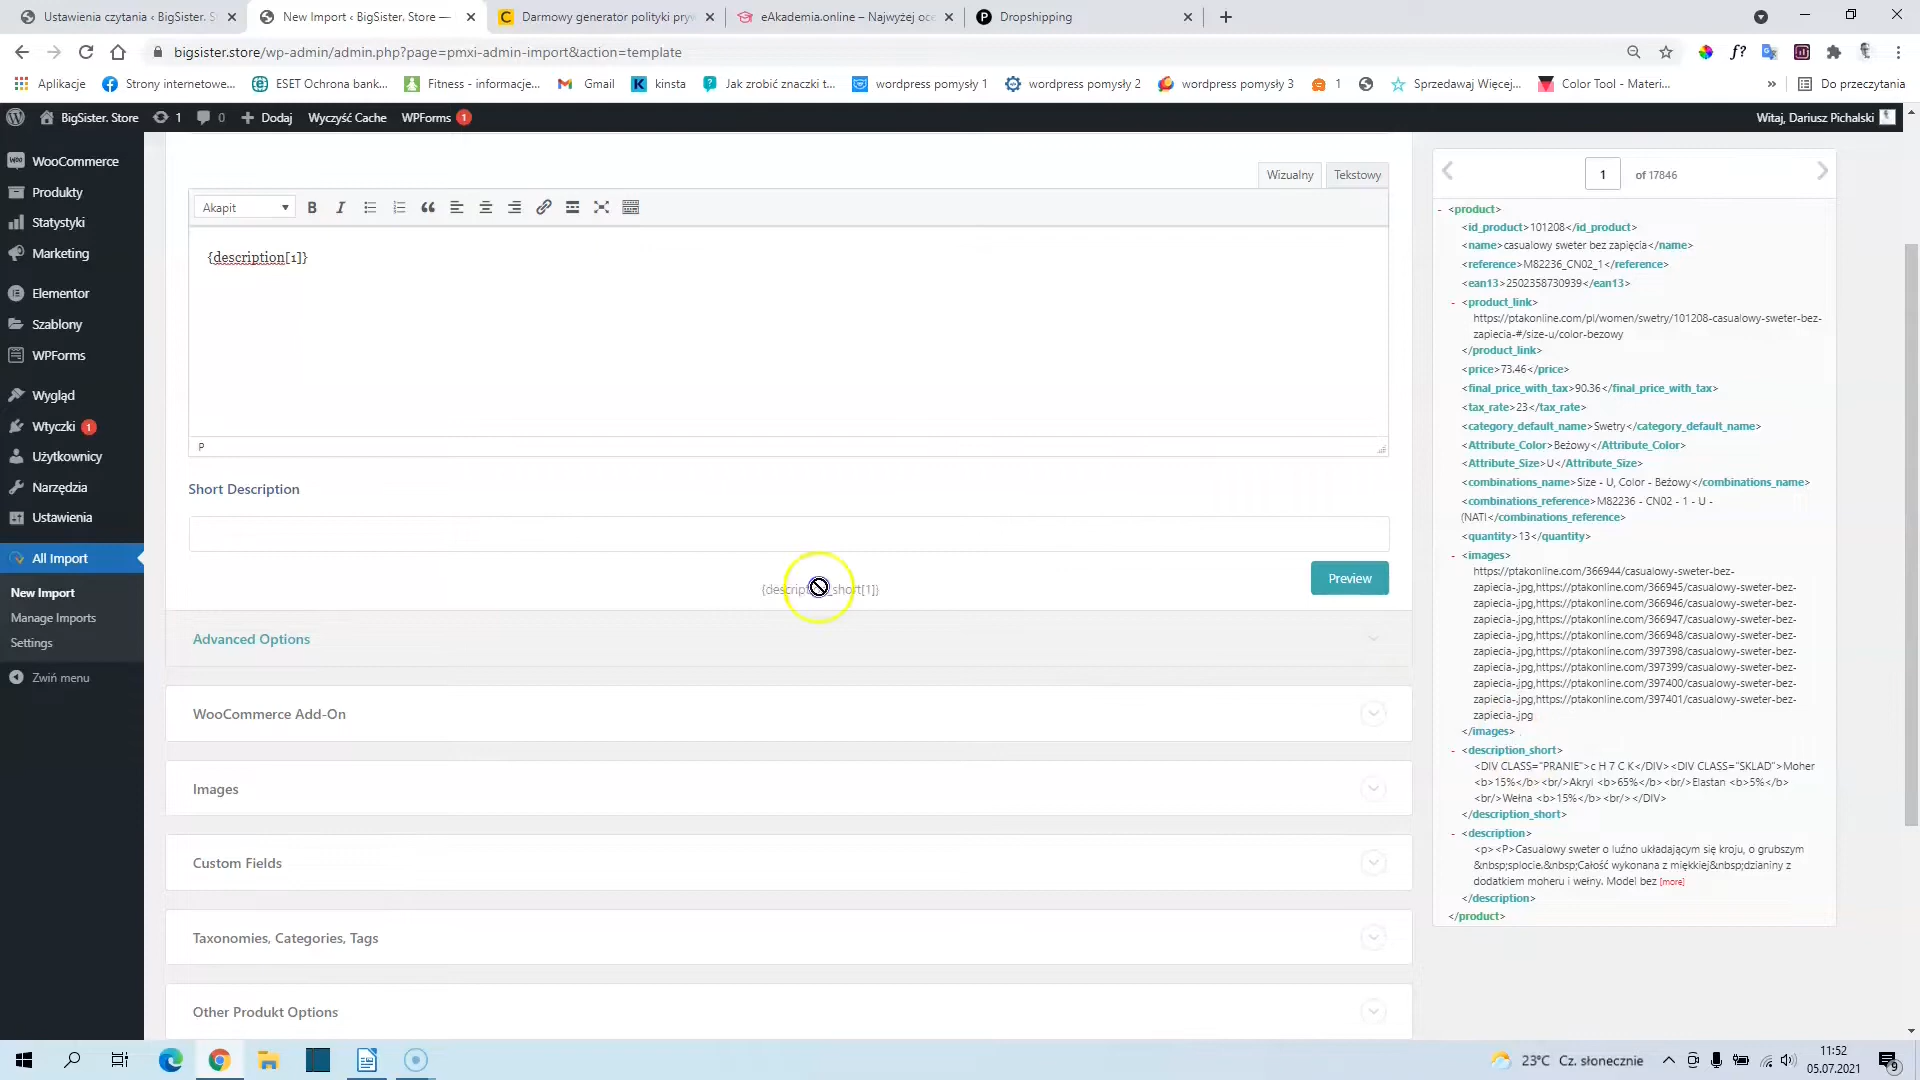 Ustawienia czytania ‹ BigSister. S
New Import ‹ BigSister. Store —
Darmowy generator polityki pryw
eAkademia.online – Najwyżej oce
Dropshipping
bigsister.store/wp-admin/admin.php?page=pmxi-admin-import&action=template
Aplikacje
Strony internetowe...
ESET Ochrona bank...
Fitness - informacje...
Gmail
kinsta
Jak zrobić znaczki t...
wordpress pomysły 1
wordpress pomysły 2
wordpress pomysły 3
1
Sprzedawaj Więcej,...
Color Tool - Materi...
»
Do przeczytania
BigSister. Store
1
0
Dodaj
Wyczyść Cache
WPForms 1
Witaj, Dariusz Pichalski
WooCommerce
Produkty
Statystyki
Marketing
Elementor
Szablony
WPForms
Wygląd
Wtyczki 1
Użytkownicy
Narzędzia
Ustawienia
All Import
New Import
Manage Imports
Settings
Zwiń menu
Wizualny
Tekstowy
Akapit
{description[1]}
P
Short Description
Preview
Advanced Options
WooCommerce Add-On
Images
Custom Fields
Taxonomies, Categories, Tags
Other Produkt Options
1 of 17846
- <product>
<id_product>101208</id_product>
<name>casualowy sweter bez zapięcia</name>
<reference>M82236_CN02_1</reference>
<ean13>2502358730939</ean13>
- <product_link>
https://ptakonline.com/pl/women/swetry/101208-casualowy-sweter-bez-
zapiecia-#/size-u/color-bezowy
</product_link>
<price>73.46</price>
<final_price_with_tax>90.36</final_price_with_tax>
<tax_rate>23</tax_rate>
<category_default_name>Swetry</category_default_name>
<Attribute_Color>Beżowy</Attribute_Color>
<Attribute_Size>U</Attribute_Size>
<combinations_name>Size - U, Color - Beżowy</combinations_name>
<combinations_reference>M82236 - CN02 - 1 - U -
(NATI</combinations_reference>
<quantity>13</quantity>
- <images>
https://ptakonline.com/366944/casualowy-sweter-bez-
zapiecia-.jpg,https://ptakonline.com/366945/casualowy-sweter-bez-
zapiecia-.jpg,https://ptakonline.com/366946/casualowy-sweter-bez-
zapiecia-.jpg,https://ptakonline.com/366947/casualowy-sweter-bez-
zapiecia-.jpg,https://ptakonline.com/366948/casualowy-sweter-bez-
zapiecia-.jpg,https://ptakonline.com/397398/casualowy-sweter-bez-
zapiecia-.jpg,https://ptakonline.com/397399/casualowy-sweter-bez-
zapiecia-.jpg,https://ptakonline.com/397400/casualowy-sweter-bez-
zapiecia-.jpg,https://ptakonline.com/397401/casualowy-sweter-bez-
zapiecia-.jpg
</images>
- <description_short>
<DIV CLASS="PRANIE">c H 7 C K</DIV><DIV CLASS="SKLAD">Moher
<b>15%</b><br/>Akryl <b>65%</b><br/>Elastan <b>5%</b>
<br/>Wełna <b>15%</b><br/></DIV>
</description_short>
- <description>
<p><P>Casualowy sweter o luźno układającym się kroju, o grubszym
&nbsp;splocie.&nbsp;Całość wykonana z miękkiej&nbsp;dzianiny z
dodatkiem moheru i wełny. Model bez [more]
</description>
</product>
23°C Cz. słonecznie
11:52
05.07.2021
9